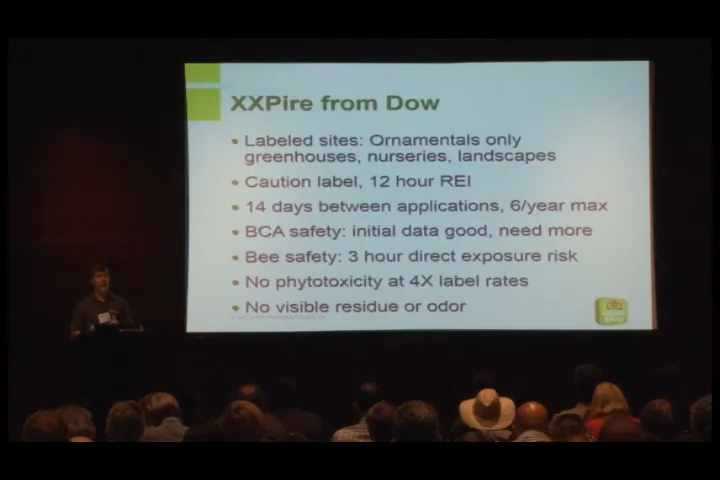 XXPire from Dow
• Labeled sites: Ornamentals only
greenhouses, nurseries, landscapes
• Caution label, 12 hour REI
• 14 days between applications, 6/year max
• BCA safety: initial data good, need more
• Bee safety: 3 hour direct exposure risk
• No phytotoxicity at 4X label rates
• No visible residue or odor